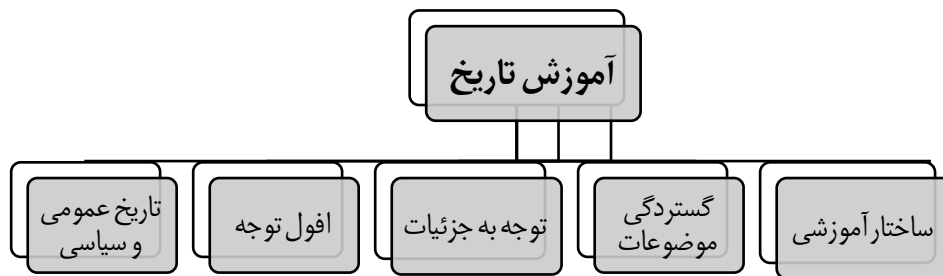 آموزش تاریخ
ساختار آموزشی
گستردگی
موضوعات
توجه به جزئیات
افول توجه
تاریخ عمومی
و سیاسی